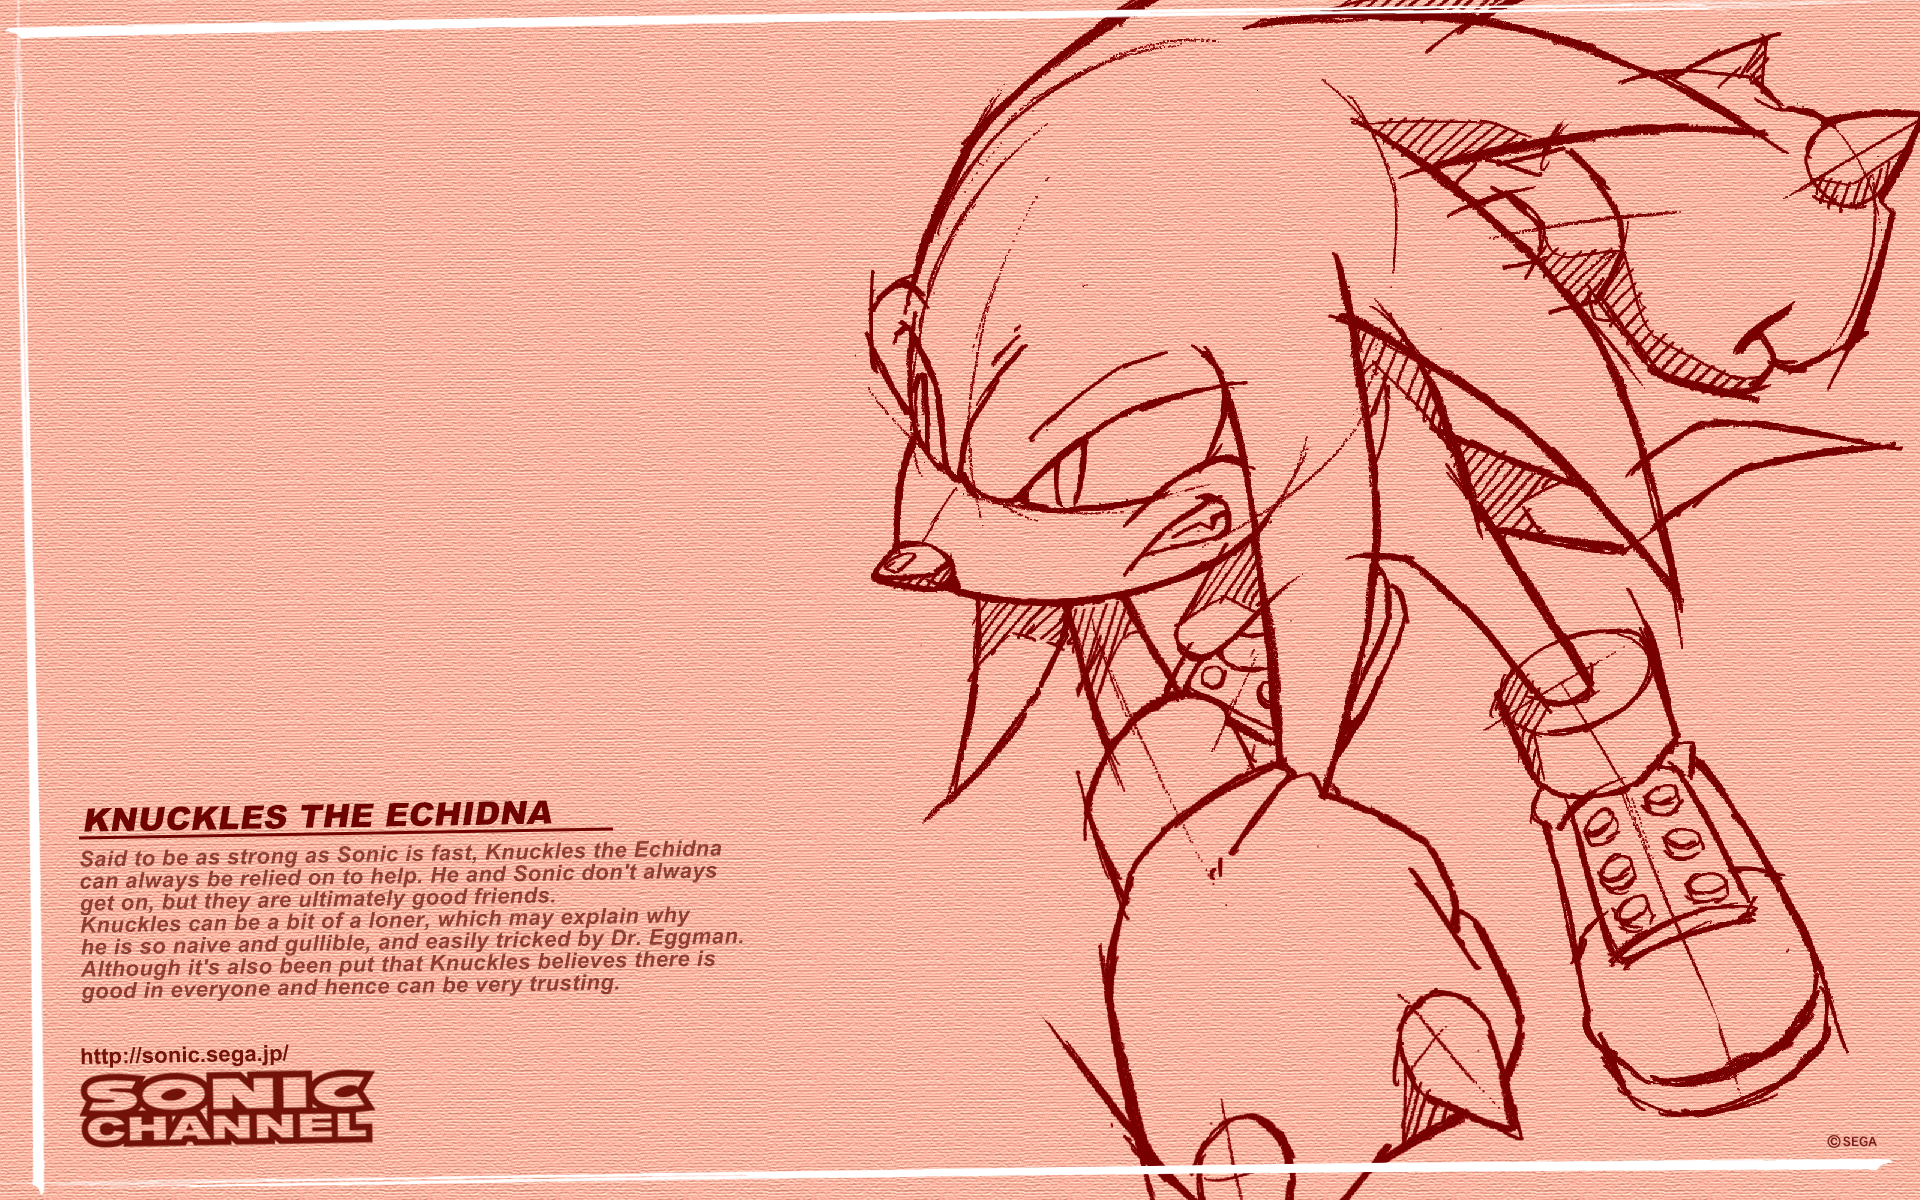 KNUCKLES THE ECHIDNA
Said to be as strong as Sonic is fast, Knuckles the Echidna
can always be relied on to help. He and Sonic don't always
get on, but they are ultimately good friends.
Knuckles can be a bit of a loner, which may explain why
he is so naive and gullible, and easily tricked by Dr. Eggman.
Although it's also been put that Knuckles believes there is
good in everyone and hence can be very trusting.
http://sonic.sega.jp/
SONIC
CHANNEL
©SEGA